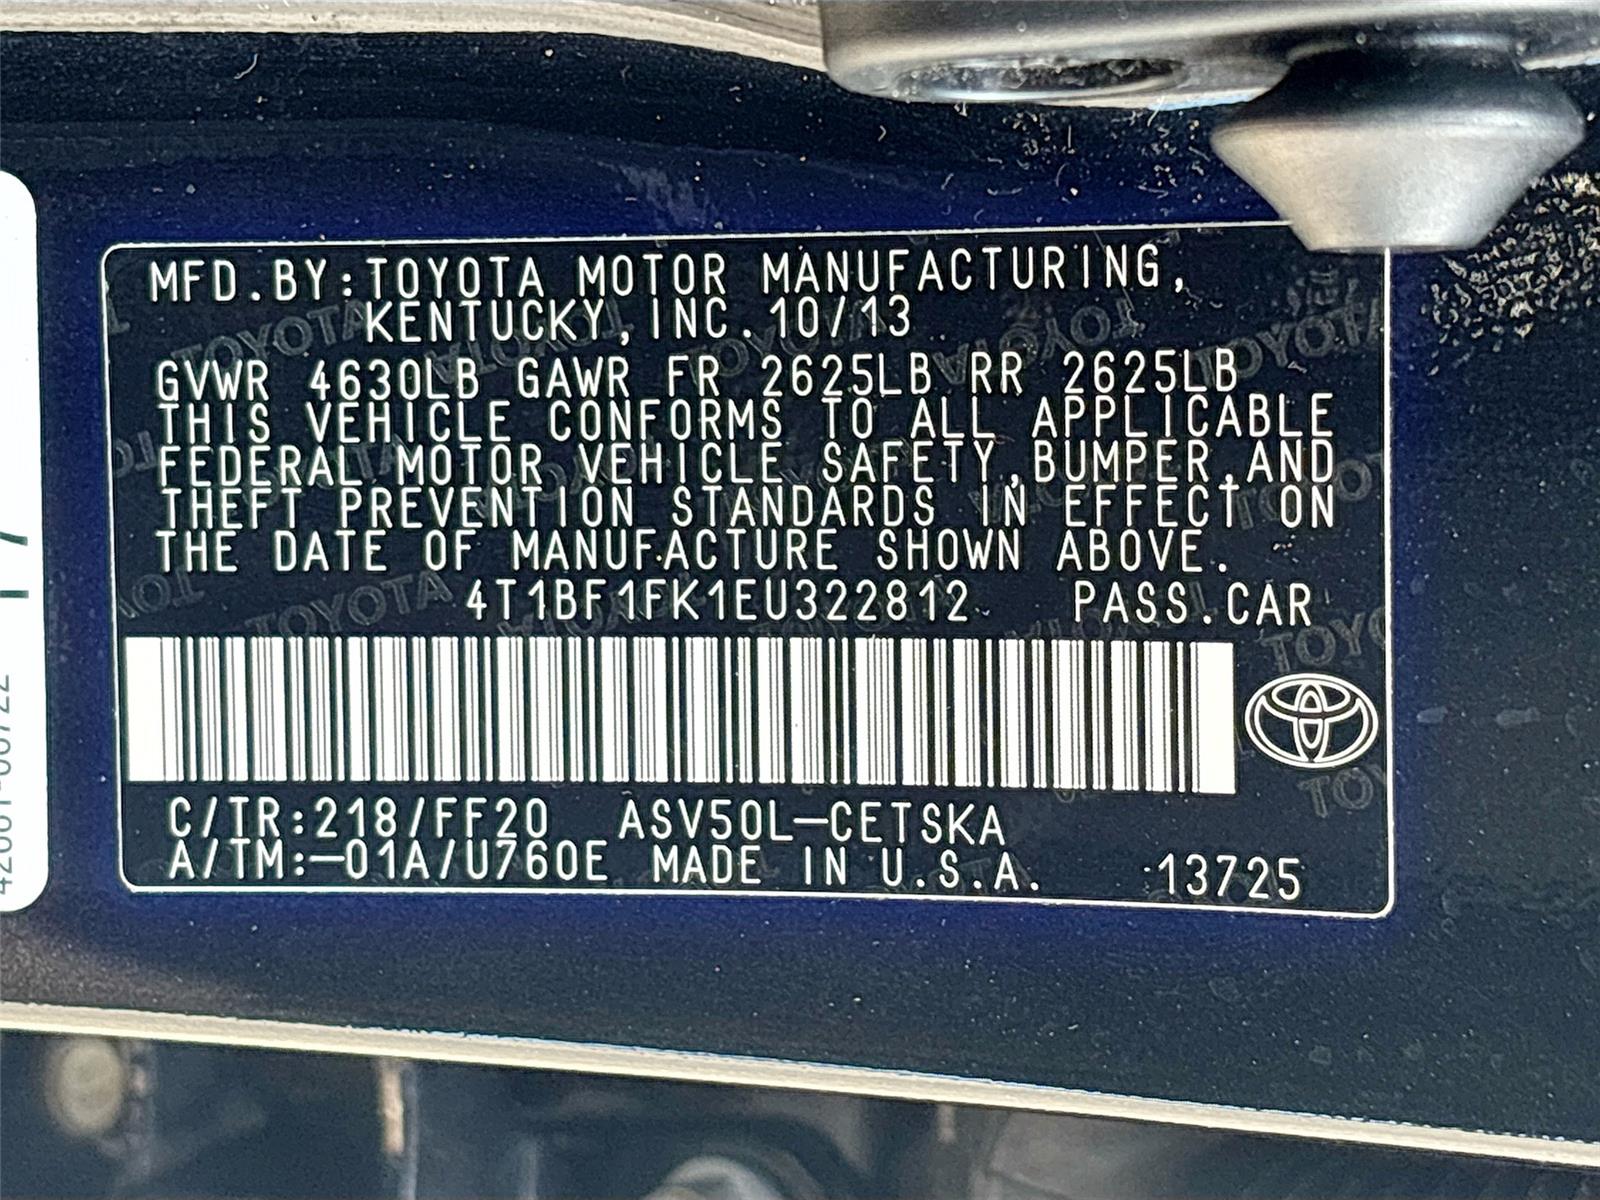 MFD.BY:TOYOTA MOTOR MANUFACTURING,
KENTUCKY,INC.10/13
GVWR 4630LB GAWR FR 2625LB RR 2625LB
THIS VEHICLE CONFORMS TO ALL APPLICABLE
FEDERAL MOTOR VEHICLE SAFETY,BUMPER,AND
THEFT PREVENTION STANDARDS IN EFFECT ON
THE DATE OF MANUFACTURE SHOWN ABOVE.
4T1BF1FK1EU322812 PASS.CAR
C/TR:218/FF20 ASV50L-CETSKA
A/TM:-01A/U760E MADE IN U.S.A. 13725